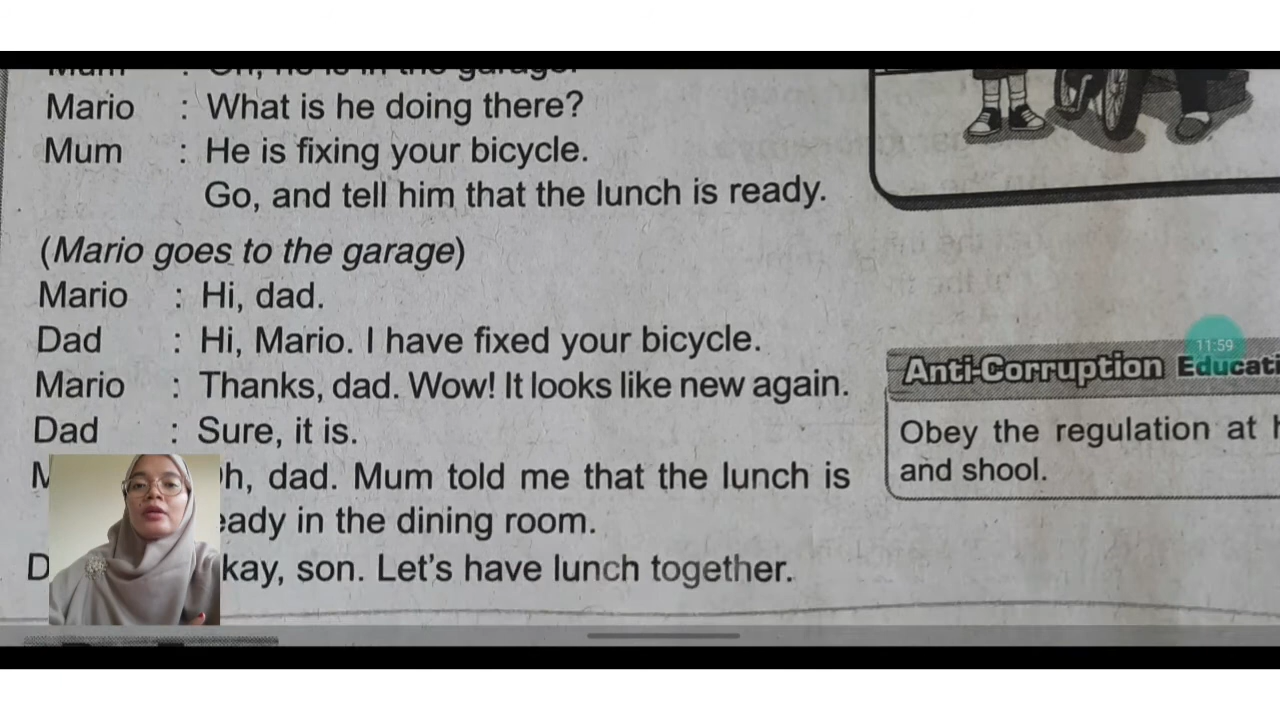 Mum : Oh, he is in the garage.
Mario : What is he doing there?
Mum : He is fixing your bicycle.
Go, and tell him that the lunch is ready.
(Mario goes to the garage)
Mario : Hi, dad.
Dad : Hi, Mario. I have fixed your bicycle.
Mario : Thanks, dad. Wow! It looks like new again.
Dad : Sure, it is.
M h, dad. Mum told me that the lunch is
eady in the dining room.
D kay, son. Let's have lunch together.
11:59
Anti-Corruption Educati
Obey the regulation at h
and shool.